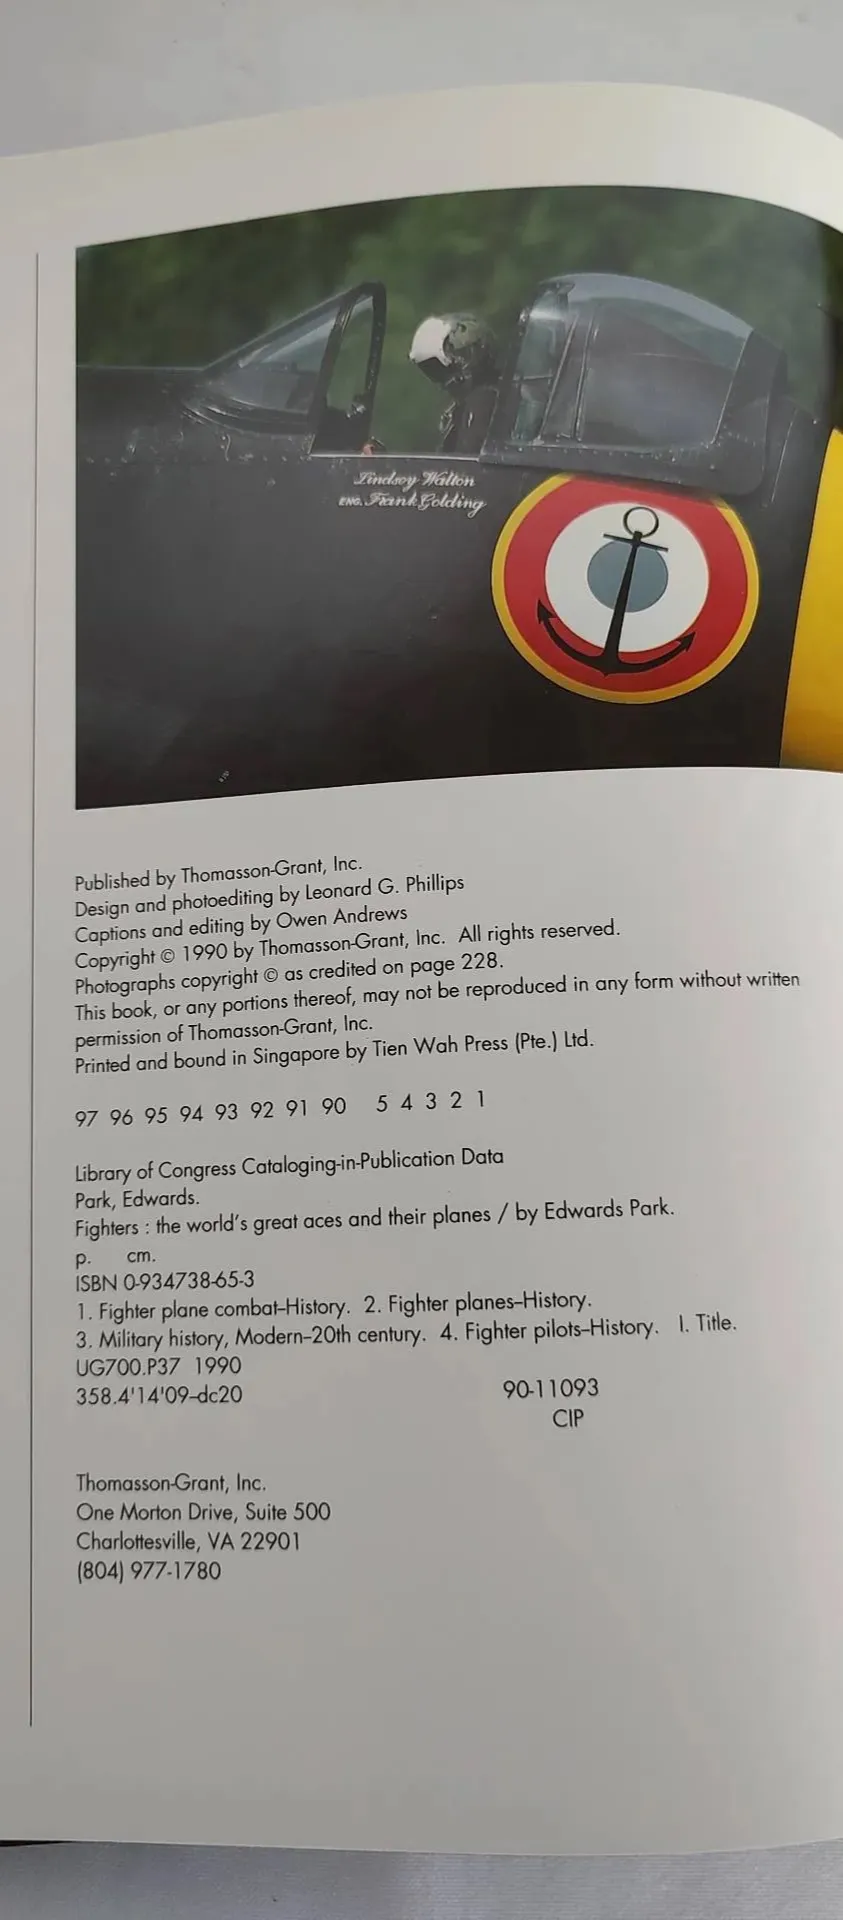 Lindsey Walton
ENG. Frank Golding
Published by Thomasson-Grant, Inc.
Design and photoediting by Leonard G. Phillips
Captions and editing by Owen Andrews
Copyright © 1990 by Thomasson-Grant, Inc. All rights reserved.
Photographs copyright © as credited on page 228.
This book, or any portions thereof, may not be reproduced in any form without written
permission of Thomasson-Grant, Inc.
Printed and bound in Singapore by Tien Wah Press (Pte.) Ltd.
97 96 95 94 93 92 91 90 5 4 3 2 1
Library of Congress Cataloging-in-Publication Data
Park, Edwards.
Fighters : the world's great aces and their planes / by Edwards Park.
p. cm.
ISBN 0-934738-65-3
1. Fighter plane combat–History. 2. Fighter planes–History.
3. Military history, Modern–20th century. 4. Fighter pilots–History. I. Title.
UG700.P37 1990
358.4'14'09–dc20
90-11093
CIP
Thomasson-Grant, Inc.
One Morton Drive, Suite 500
Charlottesville, VA 22901
(804) 977-1780